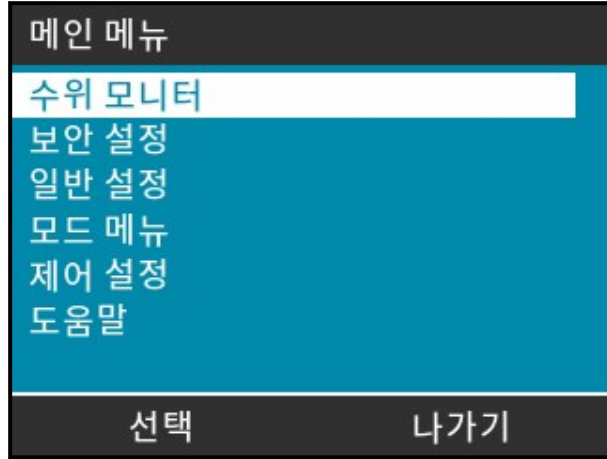 메인 메뉴
수위 모니터
보안 설정
일반 설정
모드 메뉴
제어 설정
도움말
선택 나가기